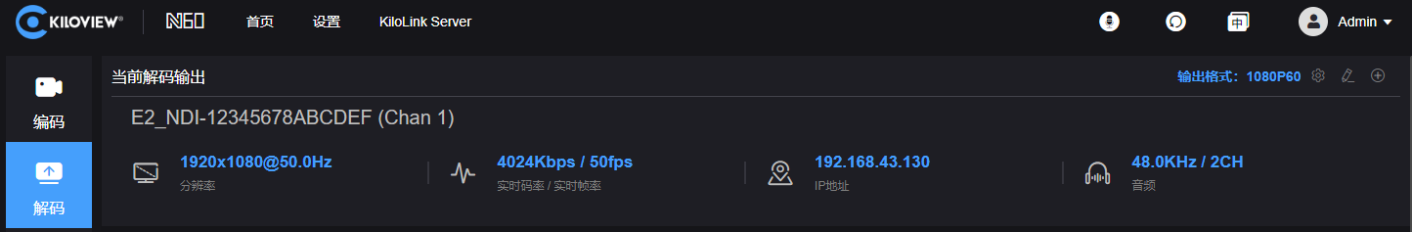 KILOVIEW® N60 首页 设置 KiloLink Server 中 Admin
当前解码输出 输出格式：1080P60
编码
E2_NDI-12345678ABCDEF (Chan 1)
1920x1080@50.0Hz 4024Kbps / 50fps 192.168.43.130 48.0KHz / 2CH
分辨率 实时码率 / 实时帧率 IP地址 音频
解码